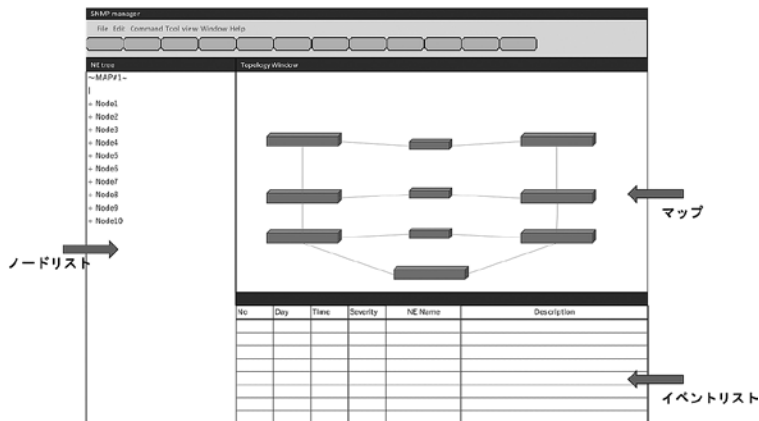 SNMP manager
File Edit Command Tool view Window Help
NE tree
Topology Window
~MAP#1~
+ Node1
+ Node2
+ Node3
+ Node4
+ Node5
+ Node6
+ Node7
+ Node8
+ Node9
+ Node10
ノードリスト
マップ
No Day Time Severity NE Name Description
イベントリスト